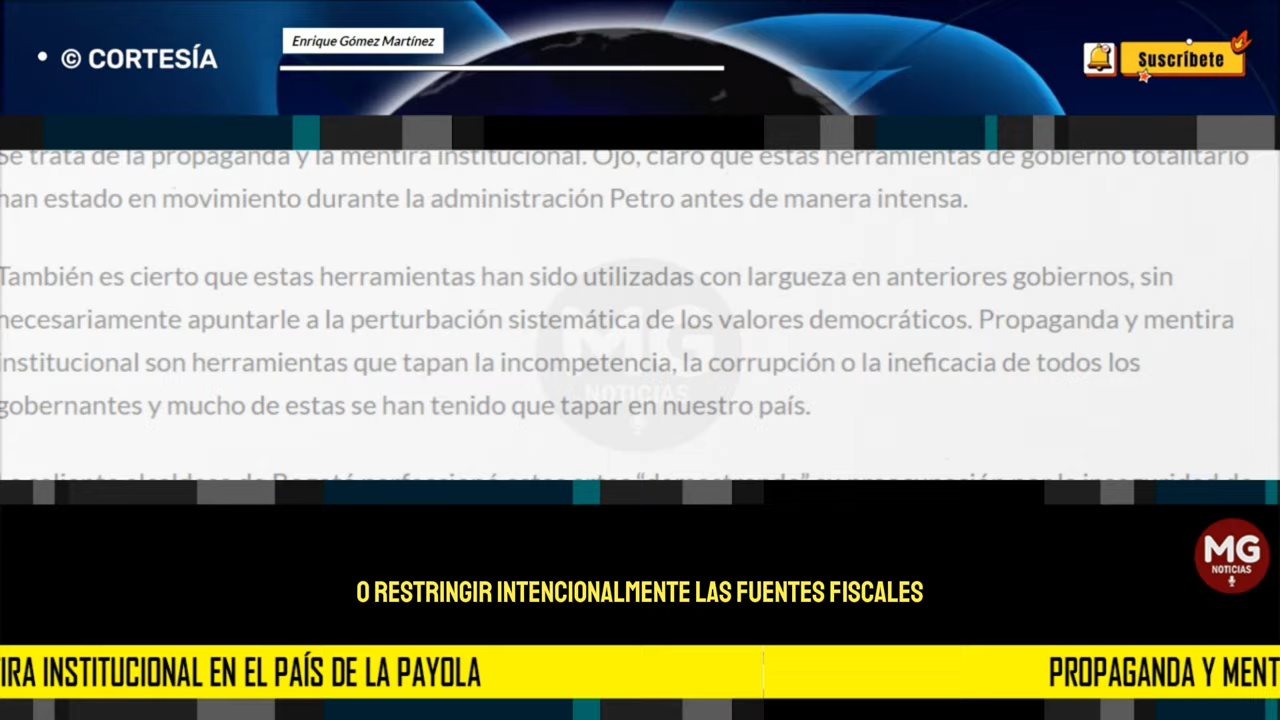 © CORTESÍA
Enrique Gómez Martínez
Suscríbete
Se trata de la propaganda y la mentira institucional. Ojo, claro que estas herramientas de gobierno totalitario
han estado en movimiento durante la administración Petro antes de manera intensa.
También es cierto que estas herramientas han sido utilizadas con largueza en anteriores gobiernos, sin
necesariamente apuntarle a la perturbación sistemática de los valores democráticos. Propaganda y mentira
institucional son herramientas que tapan la incompetencia, la corrupción o la ineficacia de todos los
gobernantes y mucho de estas se han tenido que tapar en nuestro país.
MG
NOTICIAS
O RESTRINGIR INTENCIONALMENTE LAS FUENTES FISCALES
MG
NOTICIAS
IRA INSTITUCIONAL EN EL PAÍS DE LA PAYOLA
PROPAGANDA Y MENT